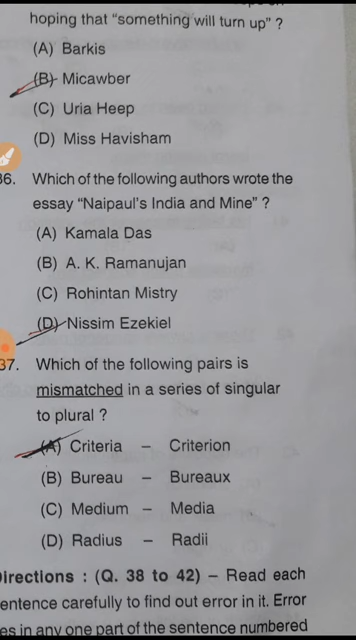 hoping that “something will turn up” ?
(A) Barkis
(B) Micawber
(C) Uria Heep
(D) Miss Havisham
36. Which of the following authors wrote the
essay “Naipaul’s India and Mine” ?
(A) Kamala Das
(B) A. K. Ramanujan
(C) Rohintan Mistry
(D) Nissim Ezekiel
37. Which of the following pairs is
mismatched in a series of singular
to plural ?
(A) Criteria – Criterion
(B) Bureau – Bureaux
(C) Medium – Media
(D) Radius – Radii
Directions : (Q. 38 to 42) – Read each
entence carefully to find out error in it. Error
es in any one part of the sentence numbered